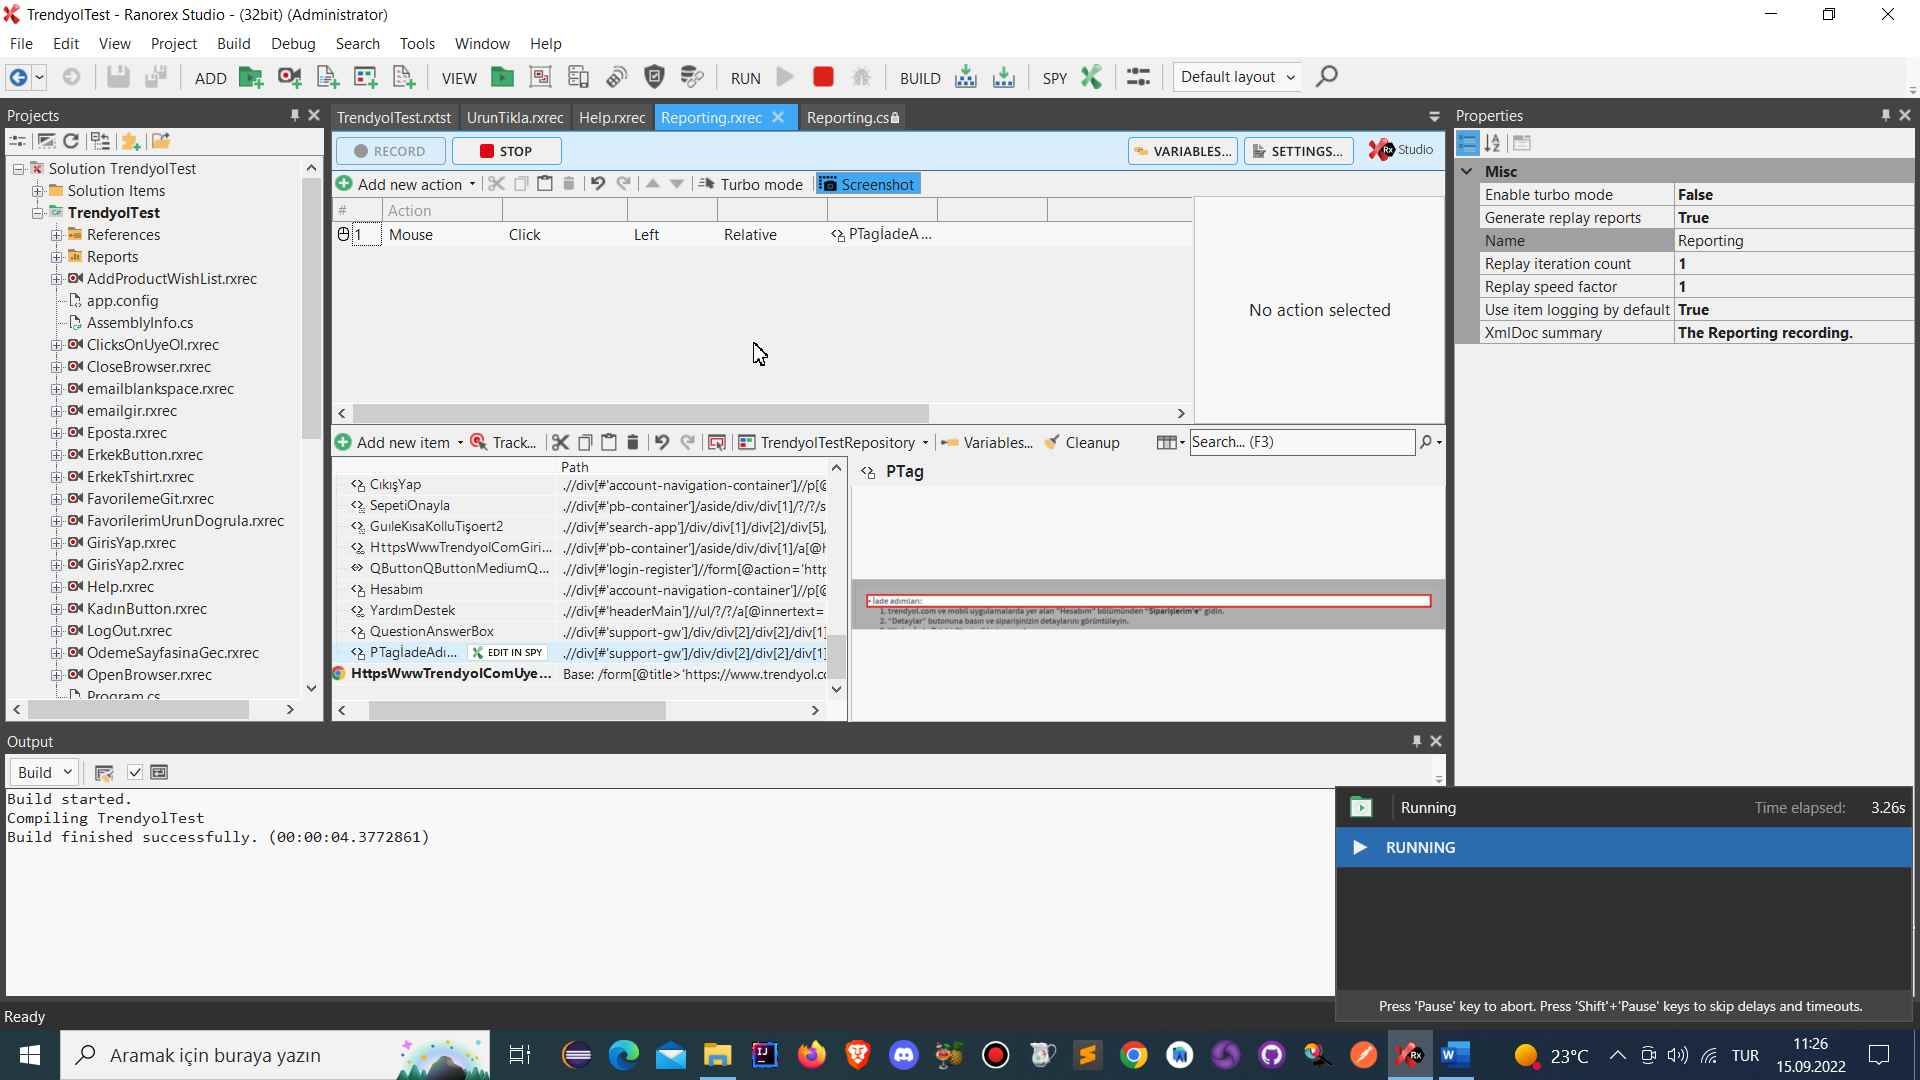 TrendyolTest - Ranorex Studio - (32bit) (Administrator)
File Edit View Project Build Debug Search Tools Window Help
ADD VIEW RUN BUILD SPY Default layout
Projects
TrendyolTest.rxtst UrunTikla.rxrec Help.rxrec Reporting.rxrec Reporting.cs
Properties
RECORD STOP VARIABLES... SETTINGS... Rx Studio
Add new action Turbo mode Screenshot
# Action
1 Mouse Click Left Relative PTagİadeA ...
No action selected
Solution TrendyolTest
Solution Items
TrendyolTest
References
Reports
AddProductWishList.rxrec
app.config
AssemblyInfo.cs
ClicksOnUyeOl.rxrec
CloseBrowser.rxrec
emailblankspace.rxrec
emailgir.rxrec
Eposta.rxrec
ErkekButton.rxrec
ErkekTshirt.rxrec
FavorilemeGit.rxrec
FavorilerimUrunDogrula.rxrec
GirisYap.rxrec
GirisYap2.rxrec
Help.rxrec
KadınButton.rxrec
LogOut.rxrec
OdemeSayfasinaGec.rxrec
OpenBrowser.rxrec
Program.cs
Misc
Enable turbo mode False
Generate replay reports True
Name Reporting
Replay iteration count 1
Replay speed factor 1
Use item logging by default True
XmlDoc summary The Reporting recording.
Add new item Track... TrendyolTestRepository Variables... Cleanup Search... (F3)
Path
CıkışYap .//div[#'account-navigation-container']//p[@
SepetiOnayla .//div[#'pb-container']/aside/div/div[1]/?/?/s
GuıleKısaKolluTişoert2 .//div[#'search-app']/div/div[1]/div[2]/div[5],
HttpsWwwTrendyolComGiri... .//div[#'pb-container']/aside/div/div[1]/a[@h
QButtonQButtonMediumQ... .//div[#'login-register']//form[@action='http
Hesabım .//div[#'account-navigation-container']//p[@
YardımDestek .//div[#'headerMain']//ul/?/?/a[@innertext=
QuestionAnswerBox .//div[#'support-gw']/div/div[2]/div[2]/div[1]
PTagİadeAdı... EDIT IN SPY .//div[#'support-gw']/div/div[2]/div[2]/div[1]
HttpsWwwTrendyolComUye... Base: /form[@title>'https://www.trendyol.co
PTag
• İade adımları:
1. trendyol.com ve mobil uygulamalarda yer alan "Hesabım" bölümünden "Siparişlerim'e" gidin.
2. "Detaylar" butonuna basın ve siparişinizin detaylarını görüntüleyin.
Output
Build
Build started.
Compiling TrendyolTest
Build finished successfully. (00:00:04.3772861)
Running Time elapsed: 3.26s
RUNNING
Press 'Pause' key to abort. Press 'Shift'+'Pause' keys to skip delays and timeouts.
Ready
Aramak için buraya yazın
23°C TUR 11:26
15.09.2022